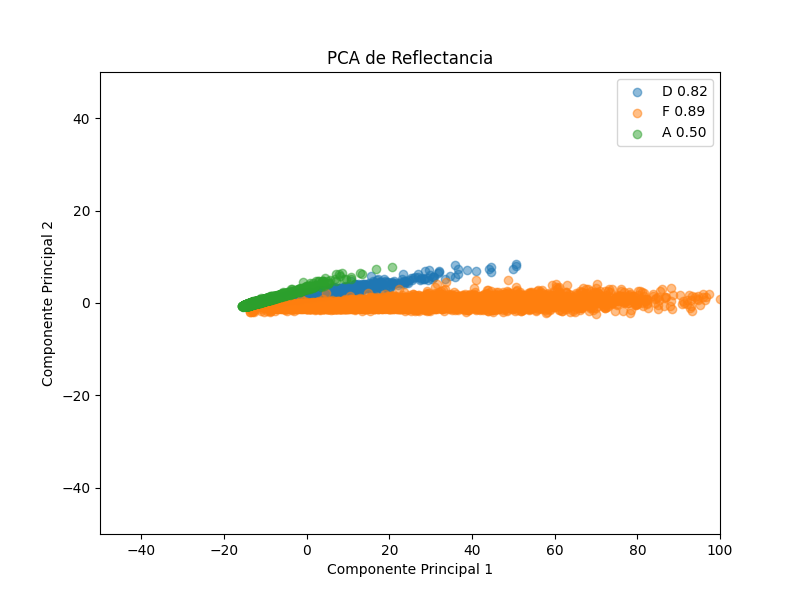 PCA de Reflectancia
D 0.82
F 0.89
A 0.50
40
20
0
−20
−40
Componente Principal 2
−40
−20
0
20
40
60
80
100
Componente Principal 1